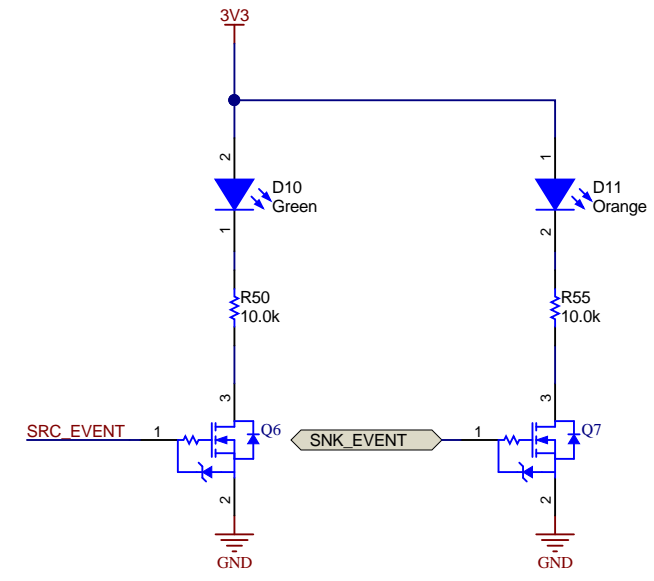 3V3
2
1
D10
Green
D11
Orange
1
2
R50
10.0k
R55
10.0k
3
3
SRC_EVENT
1
Q6
SNK_EVENT
1
Q7
2
2
GND
GND